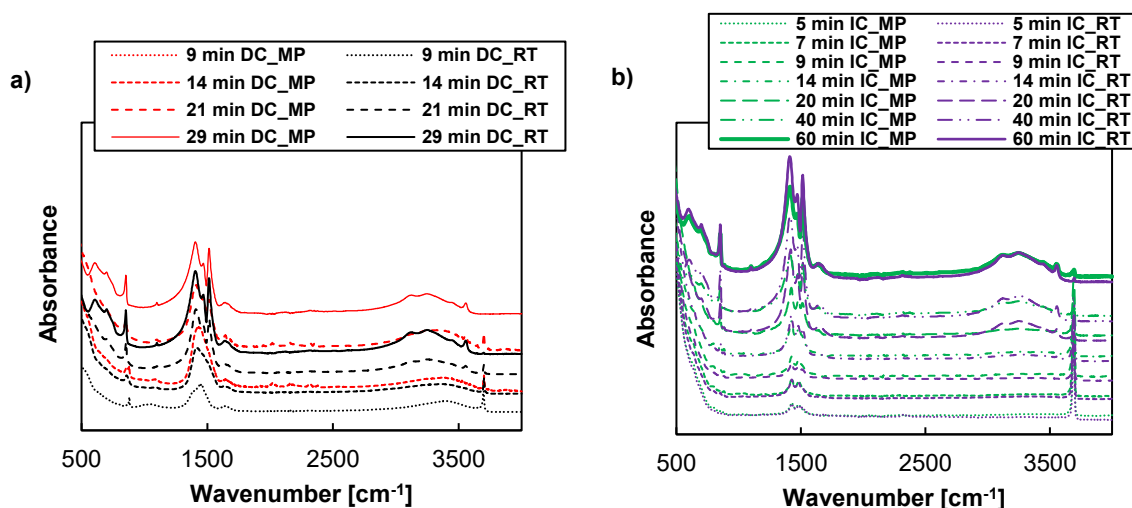 a)
9 min DC_MP 9 min DC_RT
14 min DC_MP 14 min DC_RT
21 min DC_MP 21 min DC_RT
29 min DC_MP 29 min DC_RT
Absorbance
500 1500 2500 3500
Wavenumber [cm-1]
b)
5 min IC_MP 5 min IC_RT
7 min IC_MP 7 min IC_RT
9 min IC_MP 9 min IC_RT
14 min IC_MP 14 min IC_RT
20 min IC_MP 20 min IC_RT
40 min IC_MP 40 min IC_RT
60 min IC_MP 60 min IC_RT
Absorbance
500 1500 2500 3500
Wavenumber [cm-1]